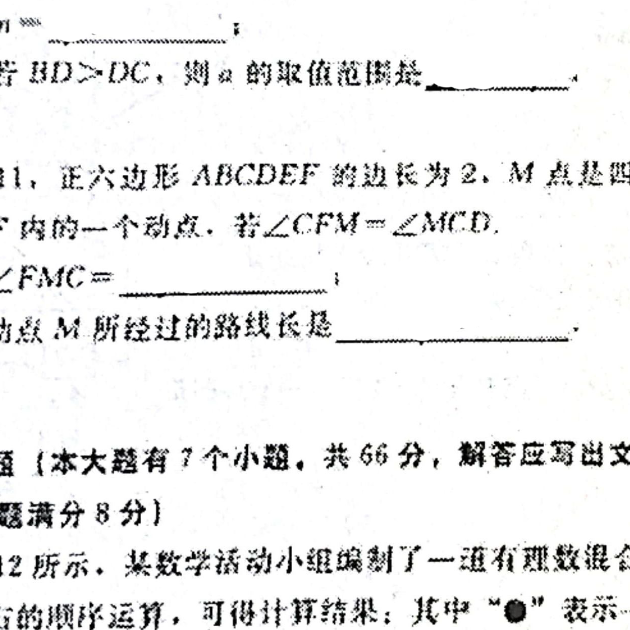 n=________;
若 BD>DC,则 a 的取值范围是________.
11,正六边形 ABCDEF 的边长为 2,M 点是四
F 内的一个动点.若∠CFM=∠MCD,
∠FMC=________;
动点 M 所经过的路线长是________.
题(本大题有 7 个小题,共 66 分,解答应写出文
题满分 8 分)
12 所示.某数学活动小组编制了一道有理数混合
右的顺序运算,可得计算结果;其中“●”表示